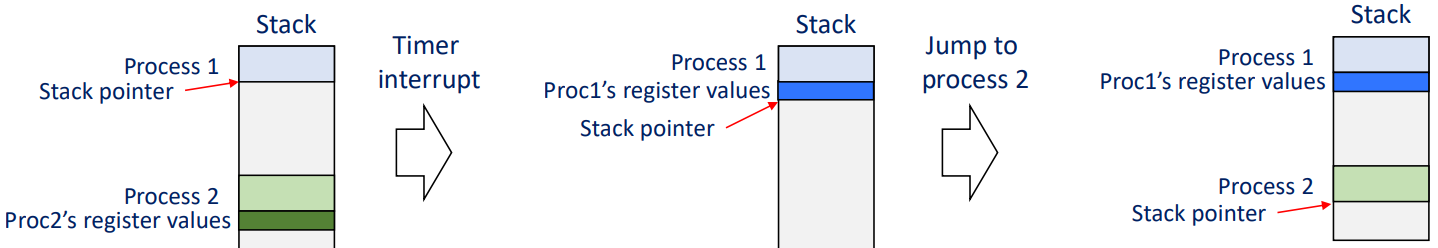 Stack
Process 1
Stack pointer
Process 2
Proc2's register values
Timer
interrupt
Stack
Process 1
Proc1's register values
Stack pointer
Jump to
process 2
Stack
Process 1
Proc1's register values
Process 2
Stack pointer